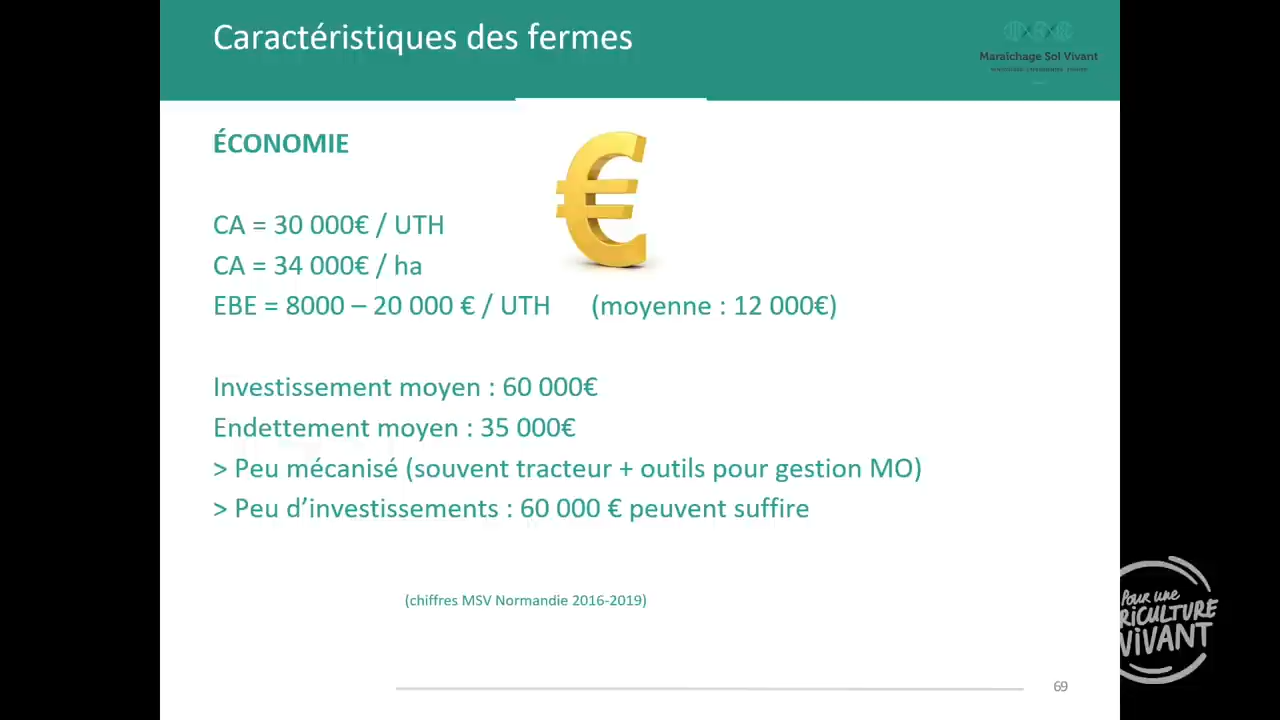 Caractéristiques des fermes
Maraîchage Sol Vivant
ÉCONOMIE
CA = 30 000€ / UTH
CA = 34 000€ / ha
EBE = 8000 – 20 000 € / UTH (moyenne : 12 000€)
Investissement moyen : 60 000€
Endettement moyen : 35 000€
> Peu mécanisé (souvent tracteur + outils pour gestion MO)
> Peu d’investissements : 60 000 € peuvent suffire
(chiffres MSV Normandie 2016-2019)
Pour une
RICULTURE
ViVANT
69